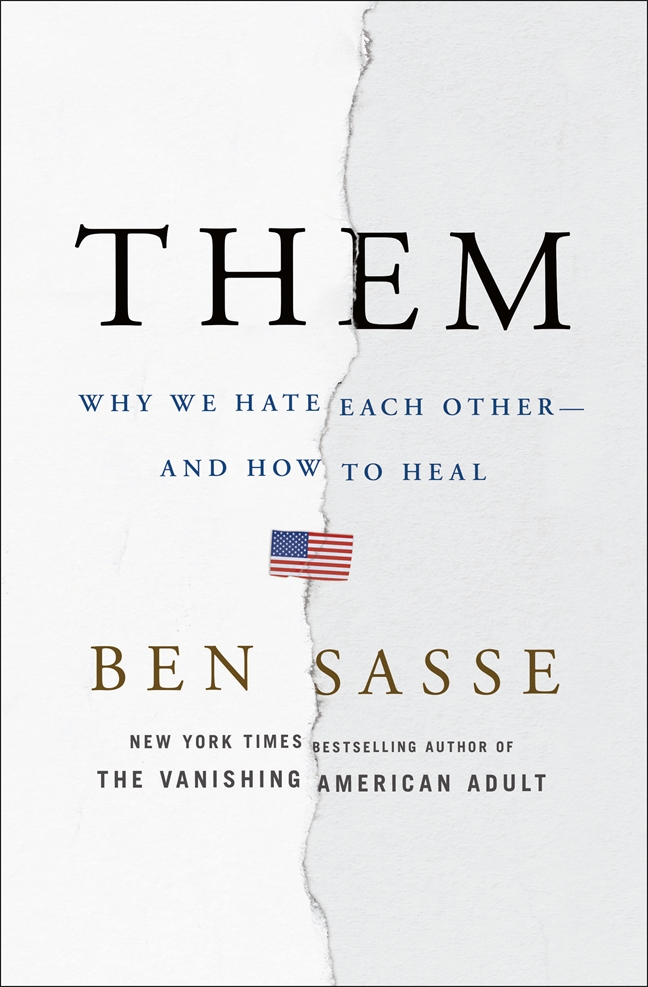 THEM
WHY WE HATE EACH OTHER—
AND HOW TO HEAL
BEN SASSE
NEW YORK TIMES BESTSELLING AUTHOR OF
THE VANISHING AMERICAN ADULT